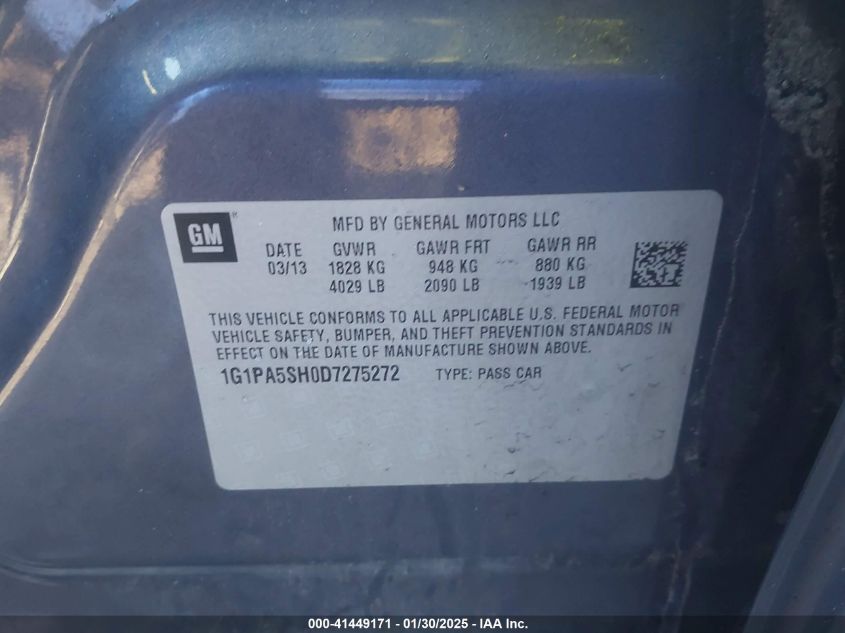 GM®
MFD BY GENERAL MOTORS LLC
DATE GVWR GAWR FRT GAWR RR
03/13 1828 KG 948 KG 880 KG
4029 LB 2090 LB 1939 LB
THIS VEHICLE CONFORMS TO ALL APPLICABLE U.S. FEDERAL MOTOR
VEHICLE SAFETY, BUMPER, AND THEFT PREVENTION STANDARDS IN
EFFECT ON THE DATE OF MANUFACTURE SHOWN ABOVE.
1G1PA5SH0D7275272 TYPE: PASS CAR
000-41449171 - 01/30/2025 - IAA Inc.